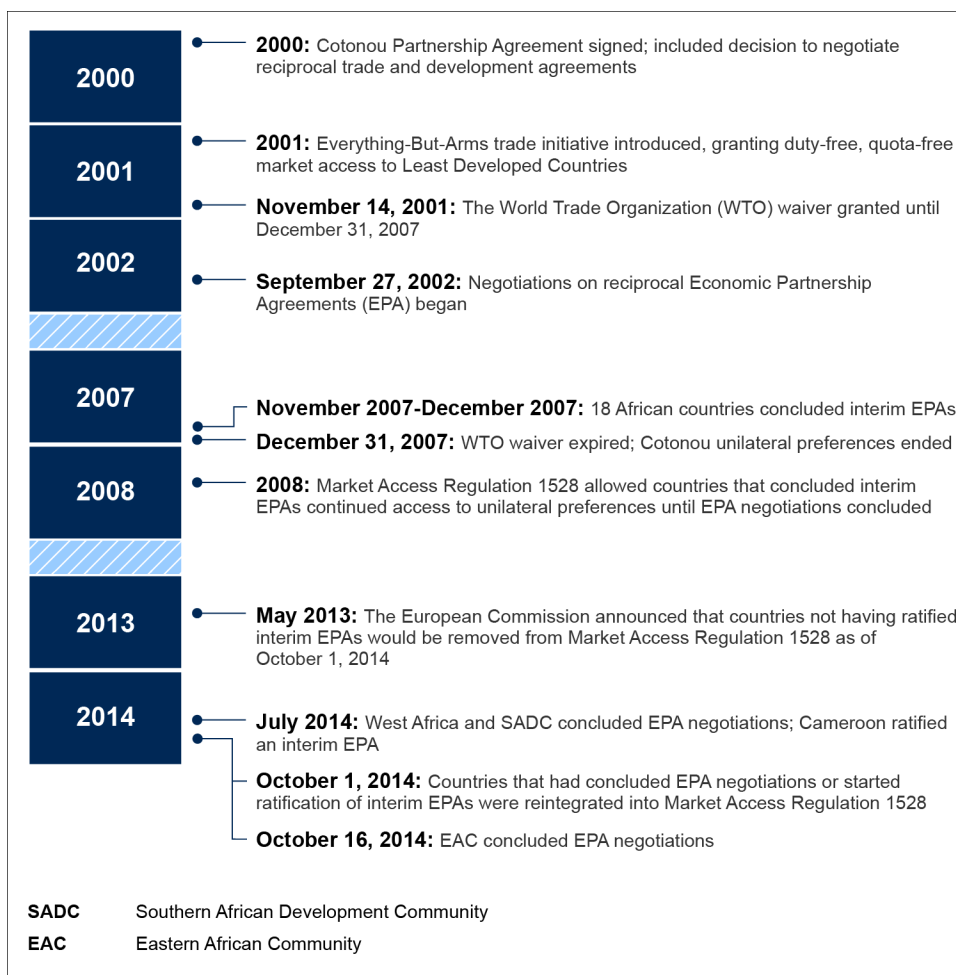 2000
2000: Cotonou Partnership Agreement signed; included decision to negotiate
reciprocal trade and development agreements
2001
2001: Everything-But-Arms trade initiative introduced, granting duty-free, quota-free
market access to Least Developed Countries
November 14, 2001: The World Trade Organization (WTO) waiver granted until
December 31, 2007
2002
September 27, 2002: Negotiations on reciprocal Economic Partnership
Agreements (EPA) began
2007
November 2007-December 2007: 18 African countries concluded interim EPAs
December 31, 2007: WTO waiver expired; Cotonou unilateral preferences ended
2008
2008: Market Access Regulation 1528 allowed countries that concluded interim
EPAs continued access to unilateral preferences until EPA negotiations concluded
2013
May 2013: The European Commission announced that countries not having ratified
interim EPAs would be removed from Market Access Regulation 1528 as of
October 1, 2014
2014
July 2014: West Africa and SADC concluded EPA negotiations; Cameroon ratified
an interim EPA
October 1, 2014: Countries that had concluded EPA negotiations or started
ratification of interim EPAs were reintegrated into Market Access Regulation 1528
October 16, 2014: EAC concluded EPA negotiations
SADC Southern African Development Community
EAC Eastern African Community